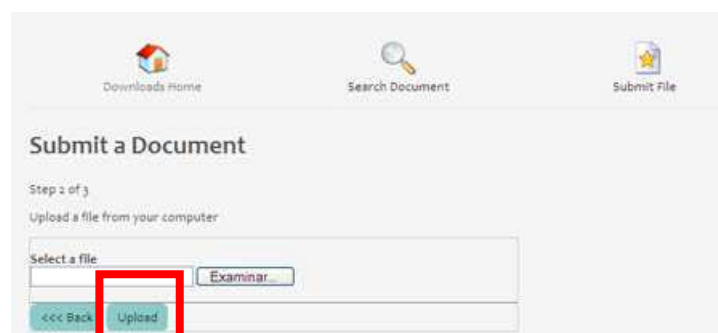 Downloads Home Search Document Submit File
Submit a Document
Step 2 of 3
Upload a file from your computer
Select a file
Examinar...
<<< Back Upload